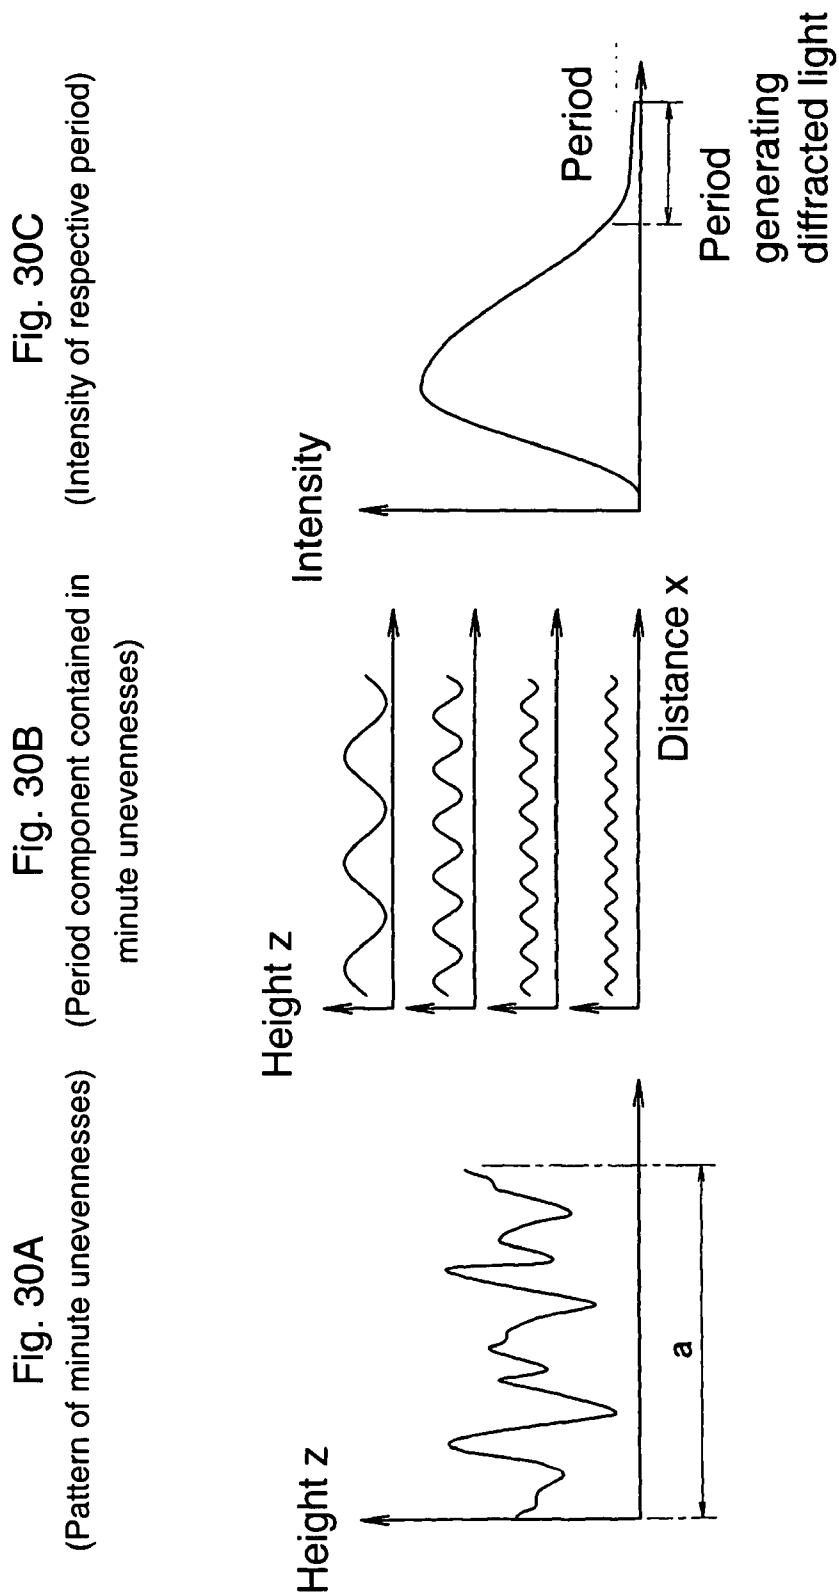 Fig. 30A
(Pattern of minute unevennesses)
Height z
a
Fig. 30B
(Period component contained in
minute unevennesses)
Height z
Distance x
Fig. 30C
(Intensity of respective period)
Intensity
Period
Period
generating
diffracted light